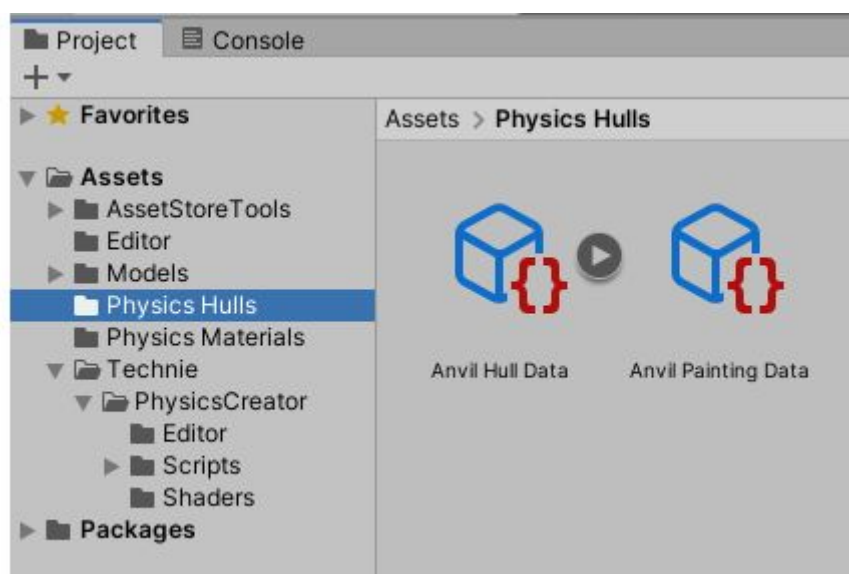 Project
Console
Favorites
Assets > Physics Hulls
Assets
AssetStoreTools
Editor
Models
Physics Hulls
Physics Materials
Technie
PhysicsCreator
Editor
Scripts
Shaders
Packages
Anvil Hull Data
Anvil Painting Data